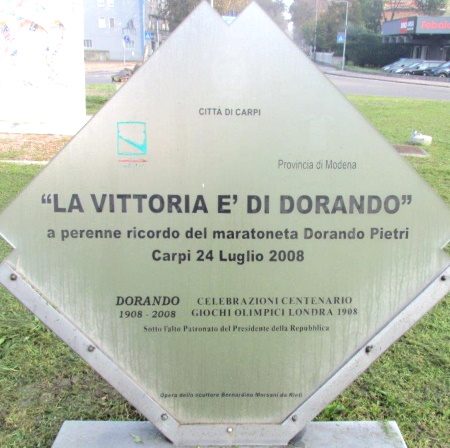 CITTÀ DI CARPI
Provincia di Modena
"LA VITTORIA E' DI DORANDO"
a perenne ricordo del maratoneta Dorando Pietri
Carpi 24 Luglio 2008
DORANDO CELEBRAZIONI CENTENARIO
1908 - 2008 GIOCHI OLIMPICI LONDRA 1908
Sotto l'alto Patronato del Presidente della Repubblica
Opera dello scultore Bernardino Morsani da Rieti